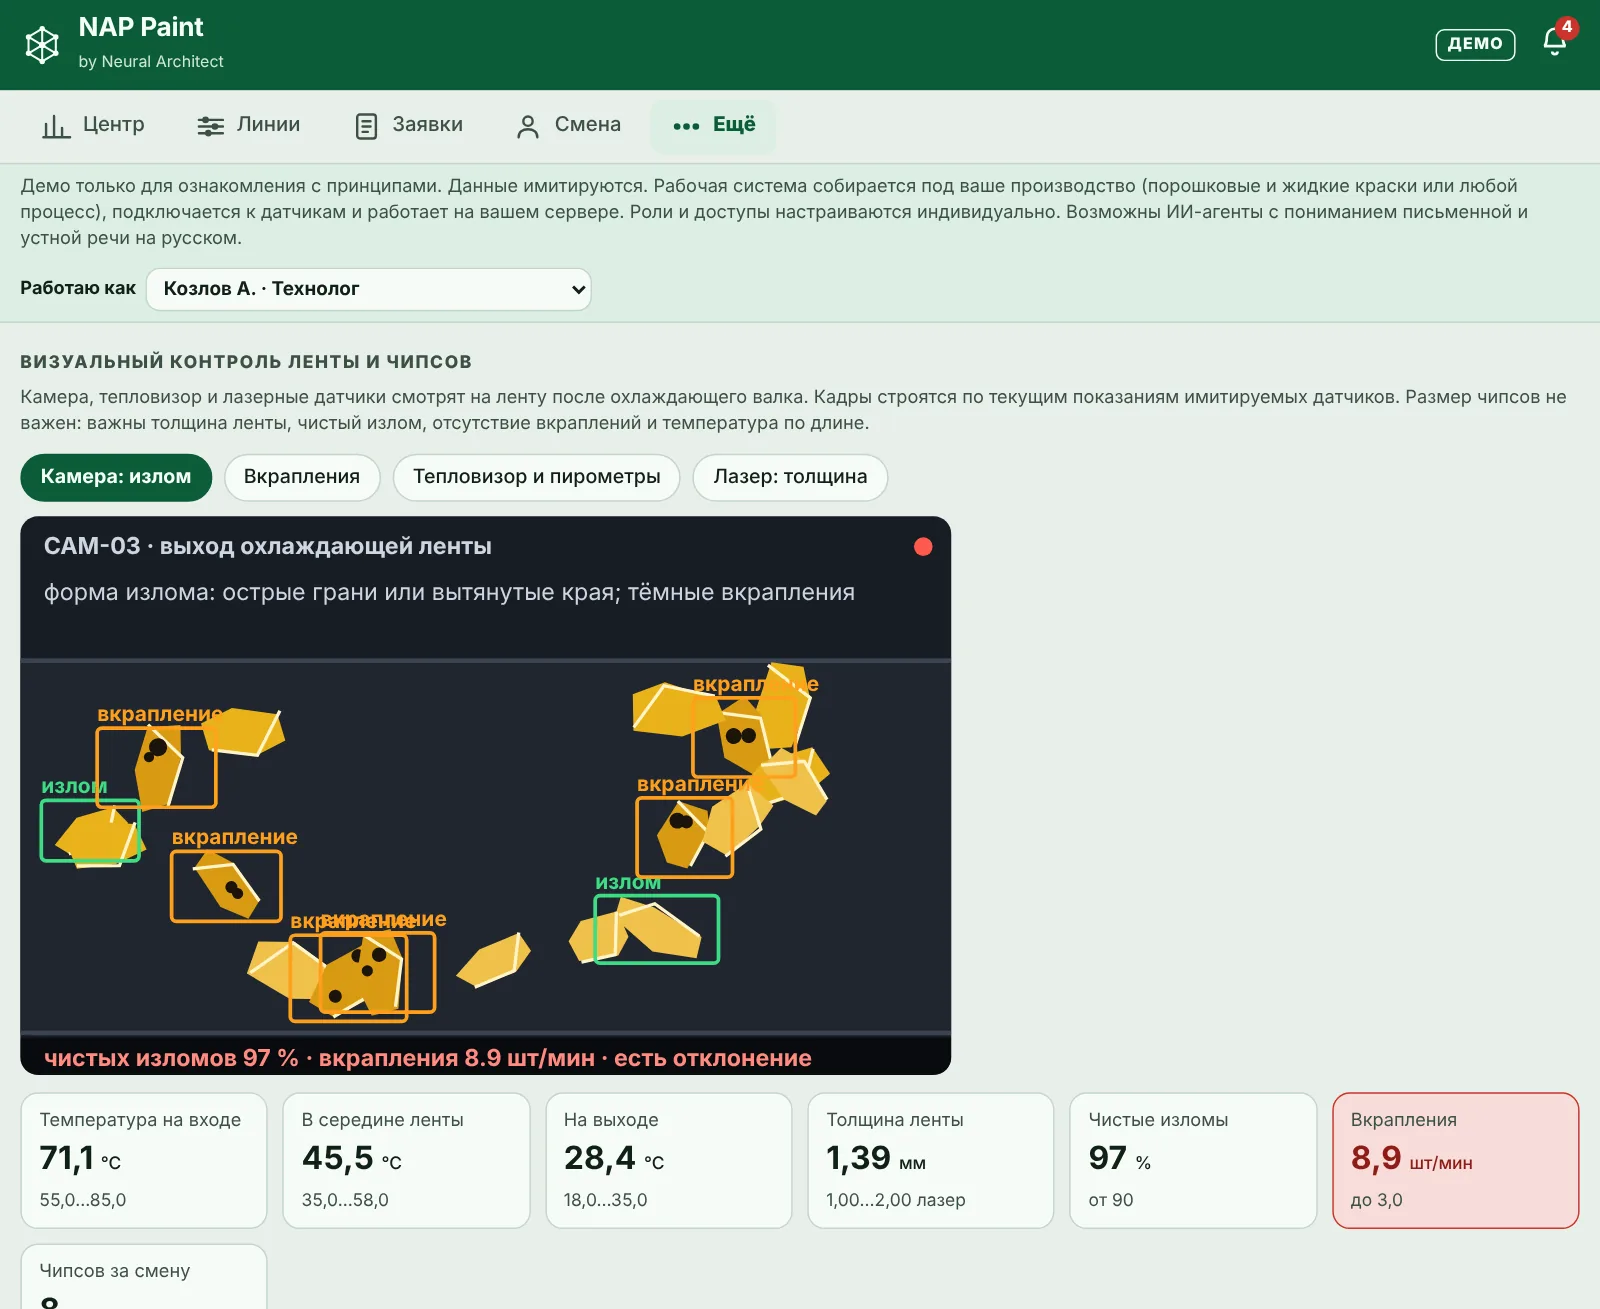 NAP Paint
by Neural Architect
ДЕМО
4
Центр
Линии
Заявки
Смена
Ещё
Демо только для ознакомления с принципами. Данные имитируются. Рабочая система собирается под ваше производство (порошковые и жидкие краски или любой
процесс), подключается к датчикам и работает на вашем сервере. Роли и доступы настраиваются индивидуально. Возможны ИИ-агенты с пониманием письменной и
устной речи на русском.
Работаю как
Козлов А. · Технолог
ВИЗУАЛЬНЫЙ КОНТРОЛЬ ЛЕНТЫ И ЧИПСОВ
Камера, тепловизор и лазерные датчики смотрят на ленту после охлаждающего валка. Кадры строятся по текущим показаниям имитируемых датчиков. Размер чипсов не
важен: важны толщина ленты, чистый излом, отсутствие вкраплений и температура по длине.
Камера: излом
Вкрапления
Тепловизор и пирометры
Лазер: толщина
CAM-03 · выход охлаждающей ленты
форма излома: острые грани или вытянутые края; тёмные вкрапления
вкрапление
вкрапление
излом
вкрапление
вкрапление
излом
вкрапление
вкрапление
чистых изломов 97 % · вкрапления 8.9 шт/мин · есть отклонение
Температура на входе
71,1 °C
55,0…85,0
В середине ленты
45,5 °C
35,0…58,0
На выходе
28,4 °C
18,0…35,0
Толщина ленты
1,39 мм
1,00…2,00 лазер
Чистые изломы
97 %
от 90
Вкрапления
8,9 шт/мин
до 3,0
Чипсов за смену